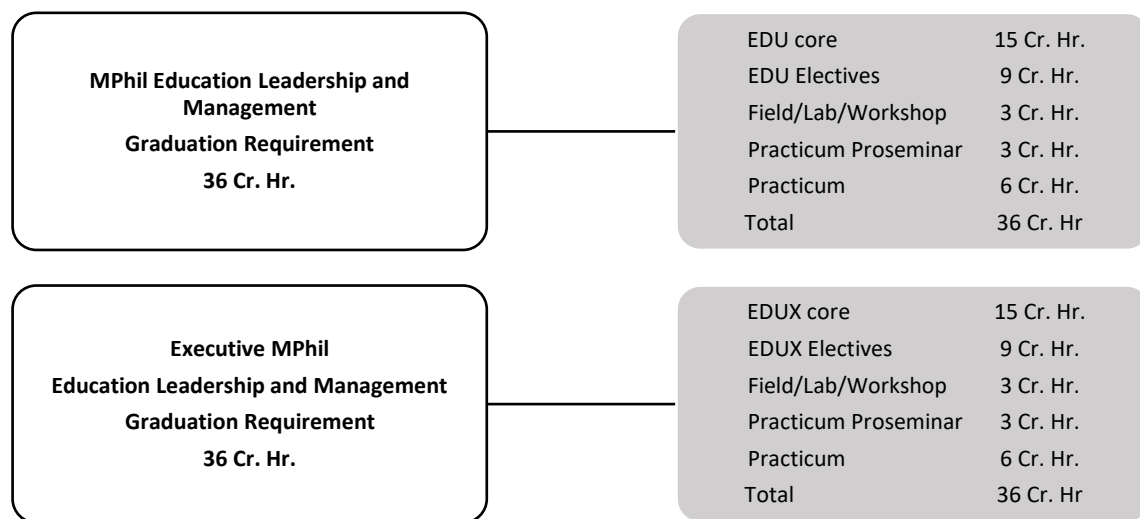 MPhil Education Leadership and
Management
Graduation Requirement
36 Cr. Hr.
EDU core 15 Cr. Hr.
EDU Electives 9 Cr. Hr.
Field/Lab/Workshop 3 Cr. Hr.
Practicum Proseminar 3 Cr. Hr.
Practicum 6 Cr. Hr.
Total 36 Cr. Hr
Executive MPhil
Education Leadership and Management
Graduation Requirement
36 Cr. Hr.
EDUX core 15 Cr. Hr.
EDUX Electives 9 Cr. Hr.
Field/Lab/Workshop 3 Cr. Hr.
Practicum Proseminar 3 Cr. Hr.
Practicum 6 Cr. Hr.
Total 36 Cr. Hr